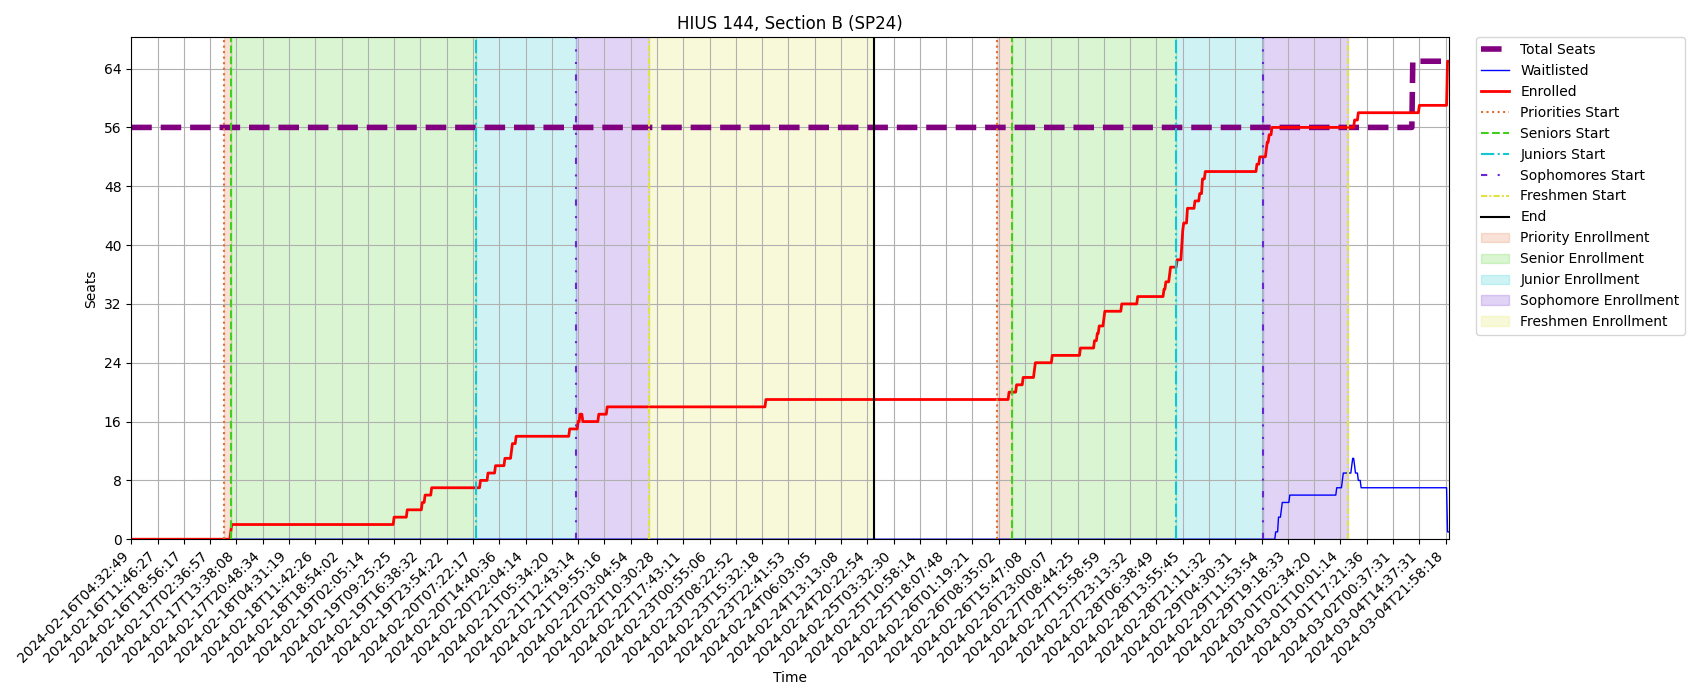 HIUS 144, Section B (SP24)
Seats
64
56
48
40
32
24
16
8
0
2024-02-16T04:32:49
2024-02-16T11:46:27
2024-02-16T18:56:17
2024-02-17T02:36:57
2024-02-17T13:38:08
2024-02-17T20:48:34
2024-02-18T04:31:19
2024-02-18T11:42:26
2024-02-18T18:54:02
2024-02-19T02:05:14
2024-02-19T09:25:25
2024-02-19T16:38:32
2024-02-19T23:54:22
2024-02-20T07:22:17
2024-02-20T14:40:36
2024-02-20T22:04:14
2024-02-21T05:34:20
2024-02-21T12:43:14
2024-02-21T19:55:16
2024-02-22T03:04:54
2024-02-22T10:30:28
2024-02-22T17:43:11
2024-02-23T00:55:06
2024-02-23T08:22:52
2024-02-23T15:32:18
2024-02-23T22:41:53
2024-02-24T06:03:05
2024-02-24T13:13:08
2024-02-24T20:22:54
2024-02-25T03:32:30
2024-02-25T10:58:14
2024-02-25T18:07:48
2024-02-26T01:19:21
2024-02-26T08:35:02
2024-02-26T15:47:08
2024-02-26T23:00:07
2024-02-27T08:44:25
2024-02-27T15:58:59
2024-02-27T23:13:32
2024-02-28T06:38:49
2024-02-28T13:55:45
2024-02-28T21:11:32
2024-02-29T04:30:31
2024-02-29T11:53:54
2024-02-29T19:18:33
2024-03-01T02:34:20
2024-03-01T10:01:14
2024-03-01T17:21:36
2024-03-02T00:37:31
2024-03-04T14:37:31
2024-03-04T21:58:18
Time
Total Seats
Waitlisted
Enrolled
Priorities Start
Seniors Start
Juniors Start
Sophomores Start
Freshmen Start
End
Priority Enrollment
Senior Enrollment
Junior Enrollment
Sophomore Enrollment
Freshmen Enrollment